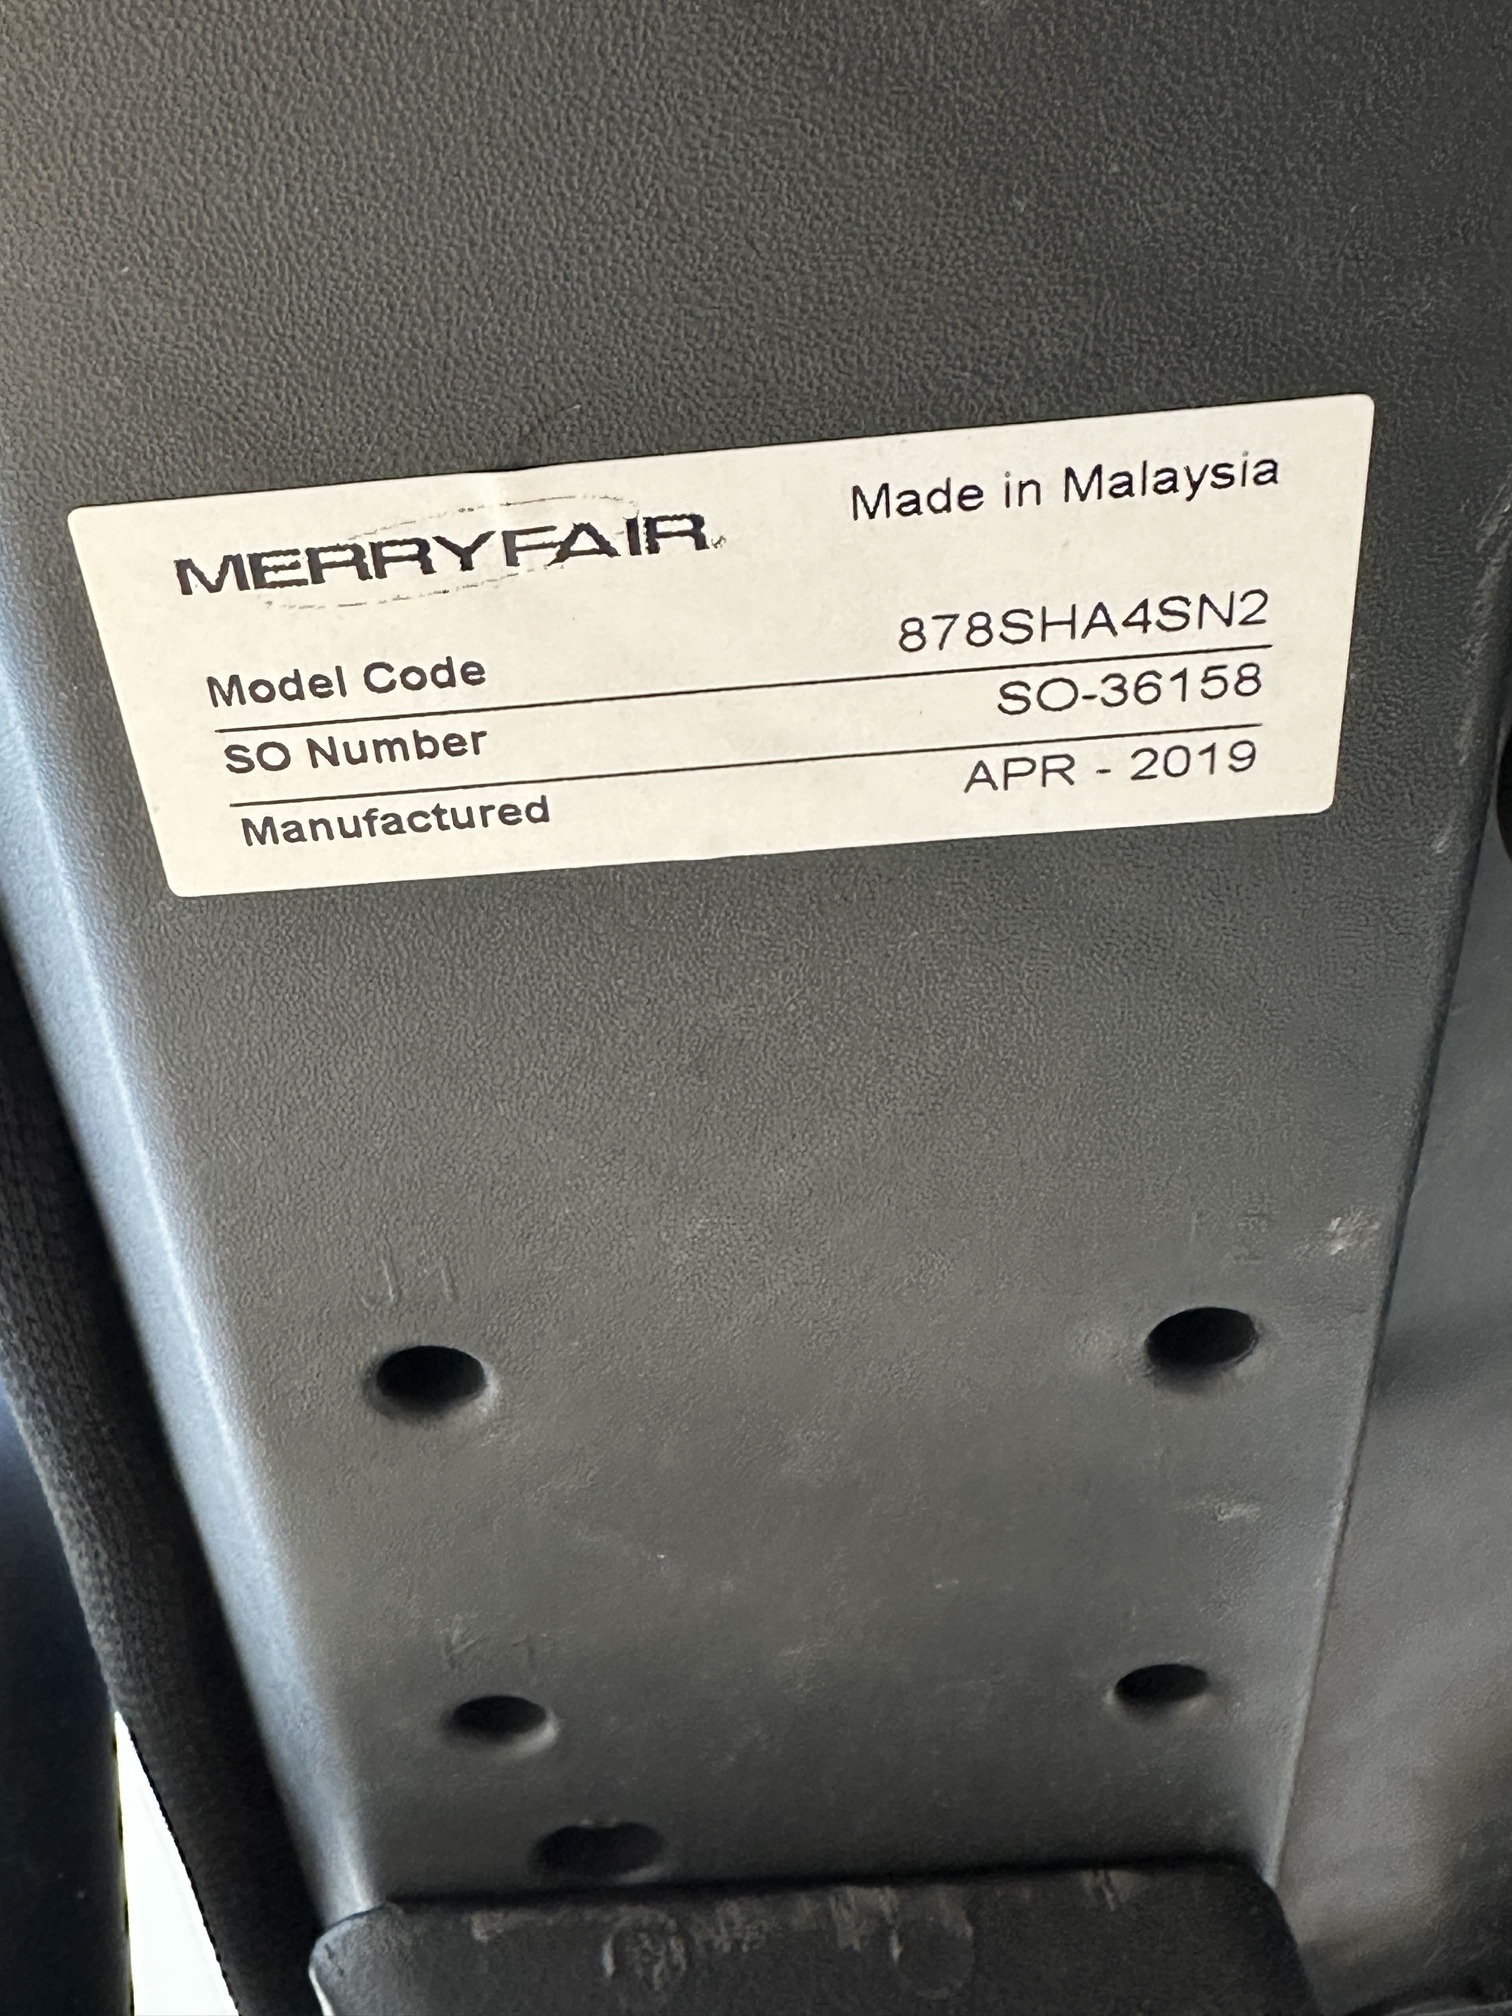 MERRYFAIR
Made in Malaysia
Model Code 878SHA4SN2
SO Number SO-36158
Manufactured APR - 2019